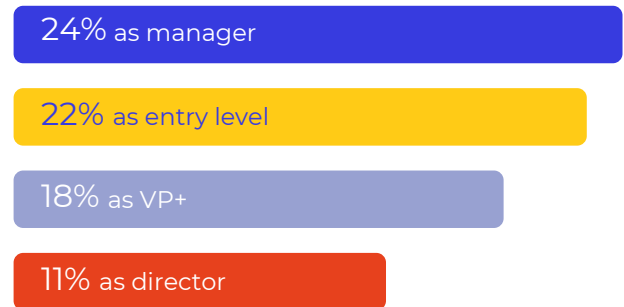 24% as manager
22% as entry level
18% as VP+
11% as director